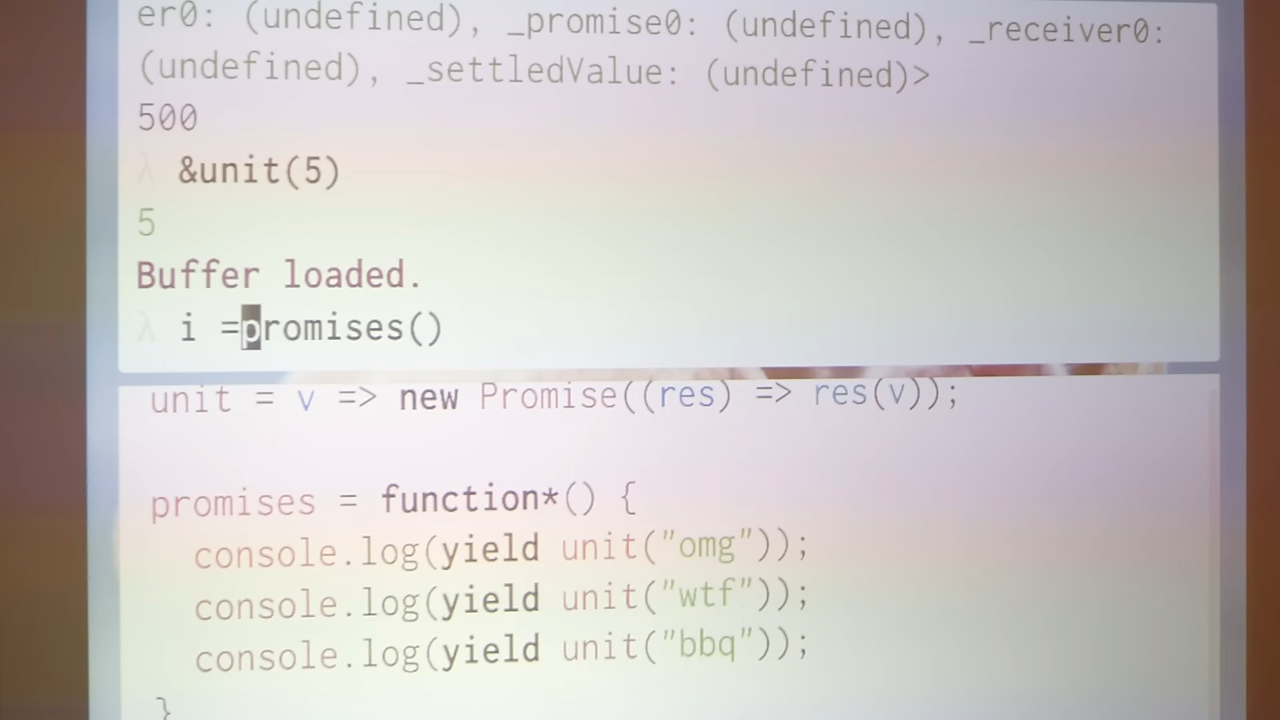 er0: (undefined), _promise0: (undefined), _receiver0:
(undefined), _settledValue: (undefined)>
500
λ &unit(5)
5
Buffer loaded.
λ i =promises()
unit = v => new Promise((res) => res(v));
promises = function*() {
console.log(yield unit("omg"));
console.log(yield unit("wtf"));
console.log(yield unit("bbq"));
}